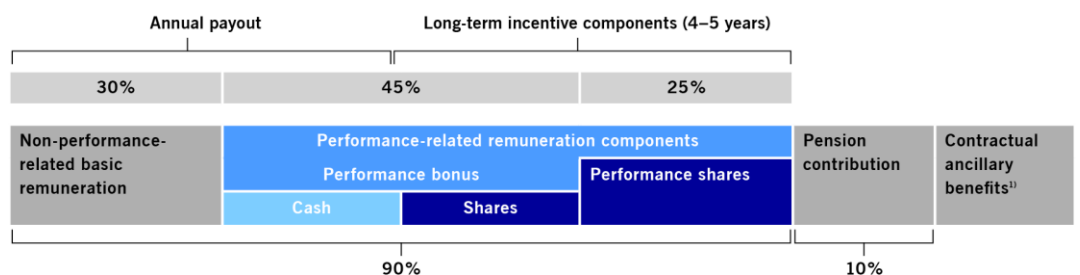 Annual payout
Long-term incentive components (4–5 years)
30%
45%
25%
Non-performance-
related basic
remuneration
Performance-related remuneration components
Performance bonus
Cash
Shares
Performance shares
Pension
contribution
Contractual
ancillary
benefits¹⁾
90%
10%